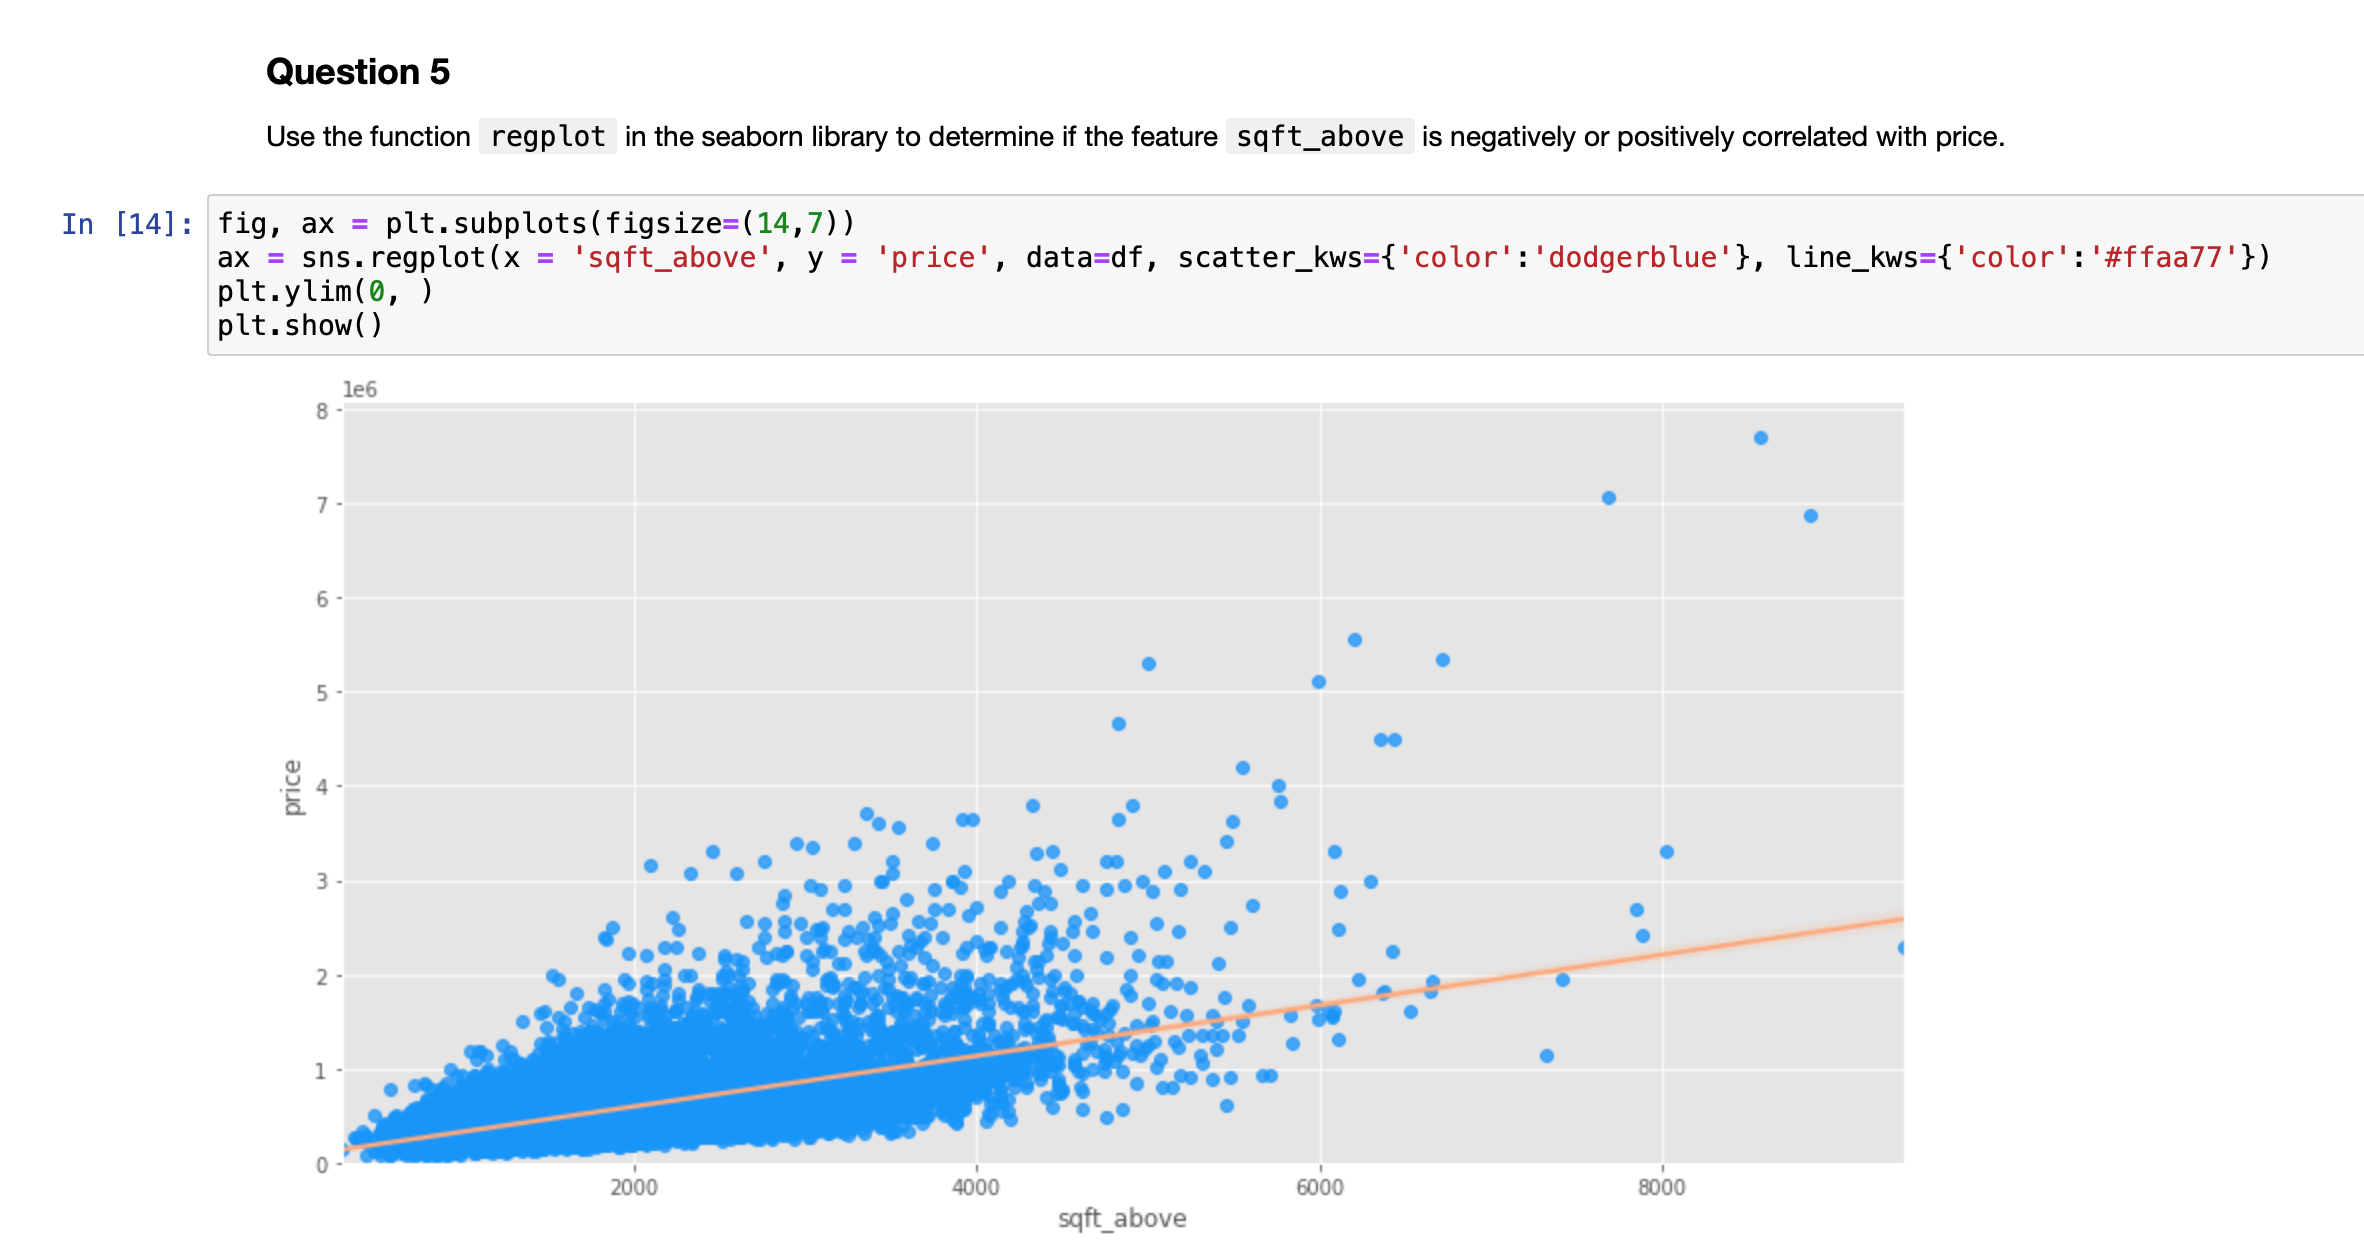 Question 5
Use the function regplot in the seaborn library to determine if the feature sqft_above is negatively or positively correlated with price.
In [14]:
fig, ax = plt.subplots(figsize=(14,7))
ax = sns.regplot(x = 'sqft_above', y = 'price', data=df, scatter_kws={'color':'dodgerblue'}, line_kws={'color':'#ffaa77'})
plt.ylim(0, )
plt.show()
1e6
8
7
6
5
4
3
2
1
0
price
2000 4000 6000 8000
sqft_above